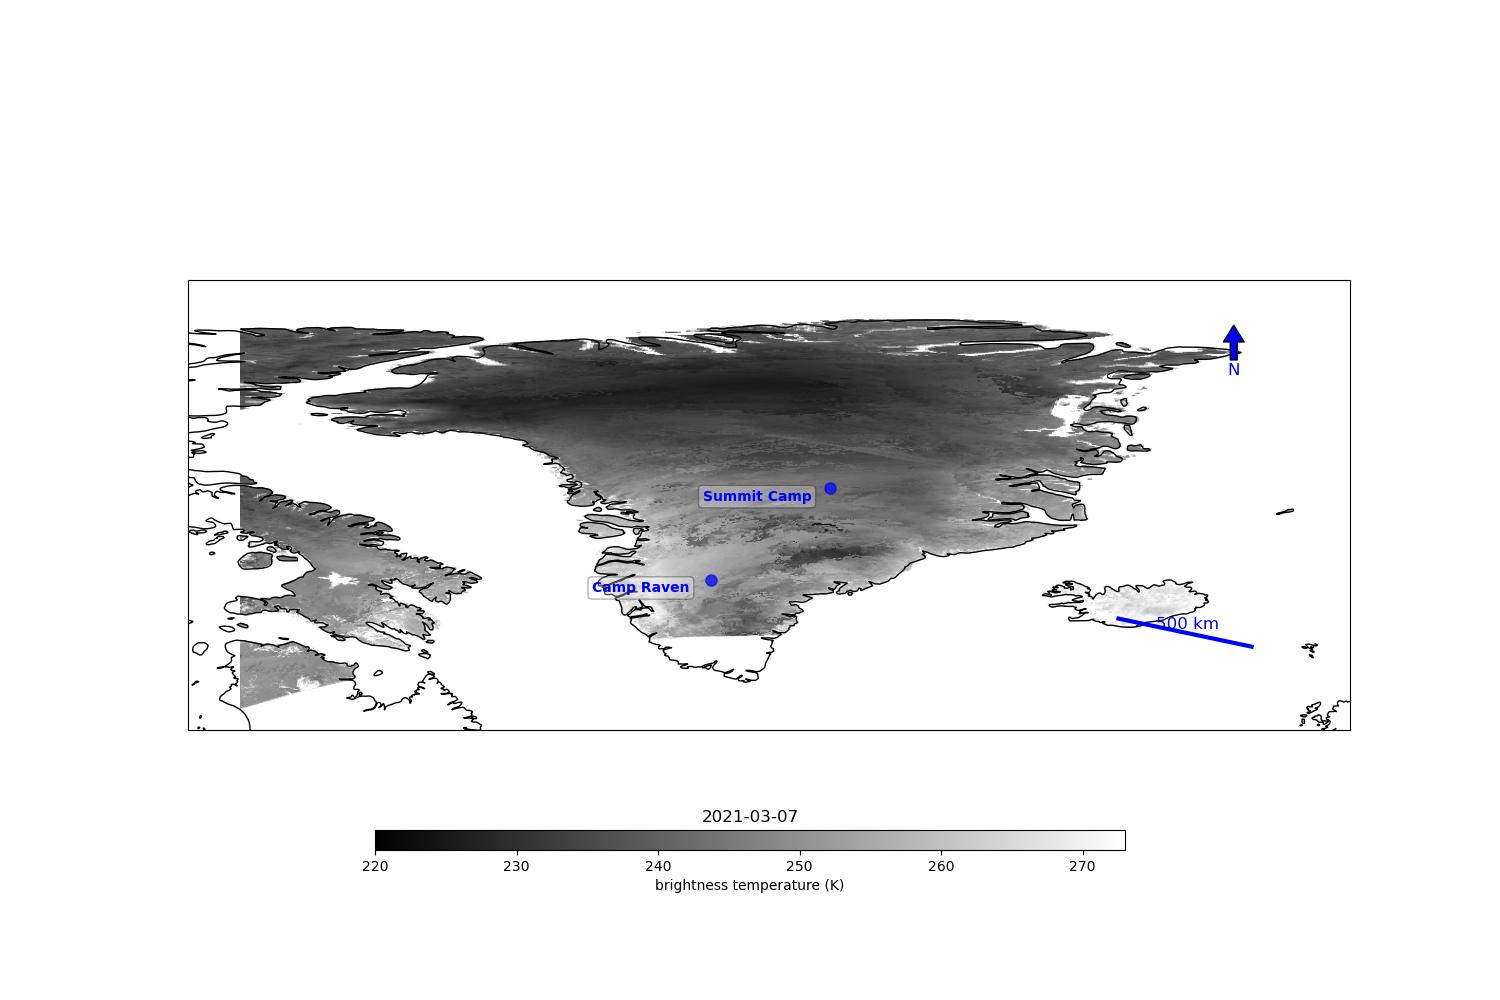 N
Summit Camp
Camp Raven
500 km
2021-03-07
220 230 240 250 260 270
brightness temperature (K)